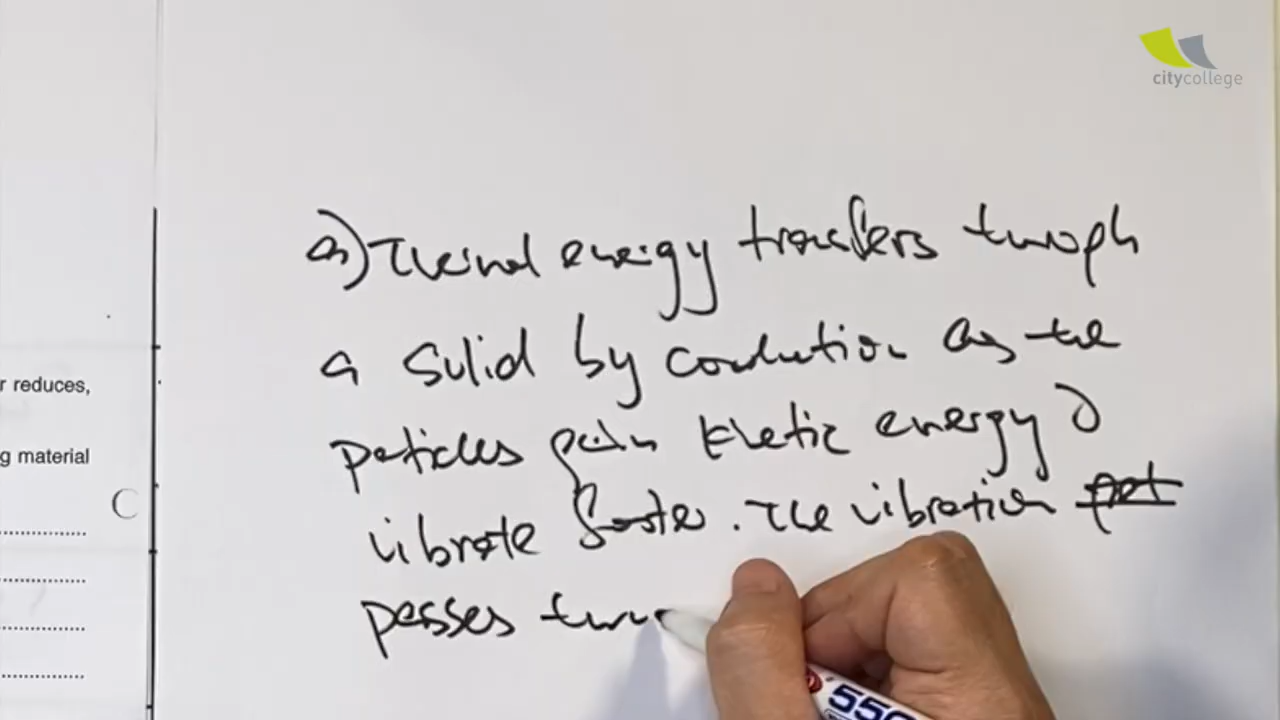 citycollege
a) Thermal energy transfers through
a solid by conduction as the
particles gain kinetic energy &
vibrate faster. The vibration
passes
r reduces,
g material
C
550